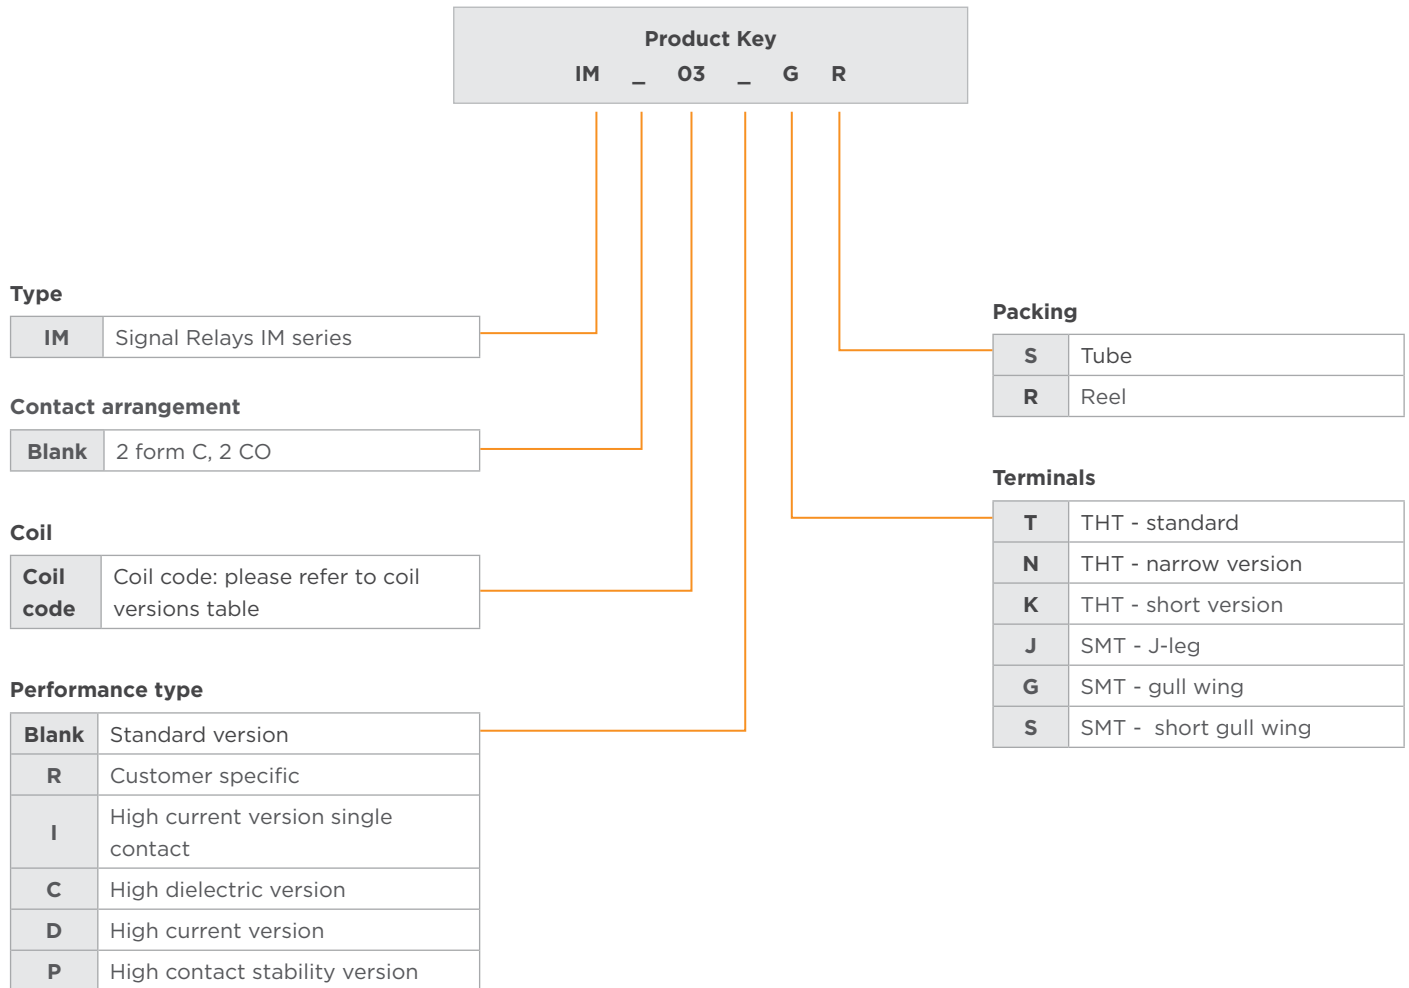 Product Key
IM _ 03 _ G R
Type
IM Signal Relays IM series
Contact arrangement
Blank 2 form C, 2 CO
Coil
Coil Coil code: please refer to coil
code versions table
Performance type
Blank Standard version
R Customer specific
I High current version single
contact
C High dielectric version
D High current version
P High contact stability version
Packing
S Tube
R Reel
Terminals
T THT - standard
N THT - narrow version
K THT - short version
J SMT - J-leg
G SMT - gull wing
S SMT - short gull wing